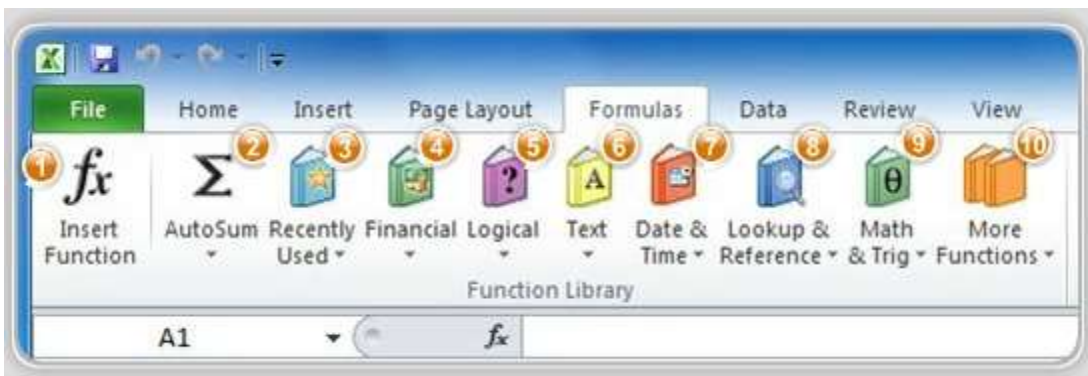 File Home Insert Page Layout Formulas Data Review View
1 2 3 4 5 6 7 8 9 10
fx Σ ? A θ
Insert AutoSum Recently Financial Logical Text Date & Lookup & Math More
Function Used Time Reference & Trig Functions
Function Library
A1 fx